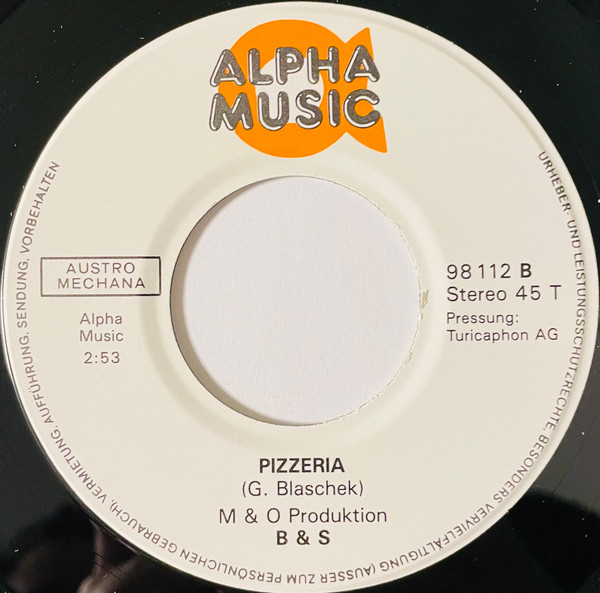 ALPHA
MUSIC
URHEBER- UND LEISTUNGSSCHUTZRECHTE, BESONDERS VERVIELFÄLTIGUNG (AUSSER ZUM PERSÖNLICHEN GEBRAUCH), VERMIETUNG, AUFFÜHRUNG, SENDUNG, VORBEHALTEN
AUSTRO
MECHANA
Alpha
Music
2:53
98 112 B
Stereo 45 T
Pressung:
Turicaphon AG
PIZZERIA
(G. Blaschek)
M & O Produktion
B & S